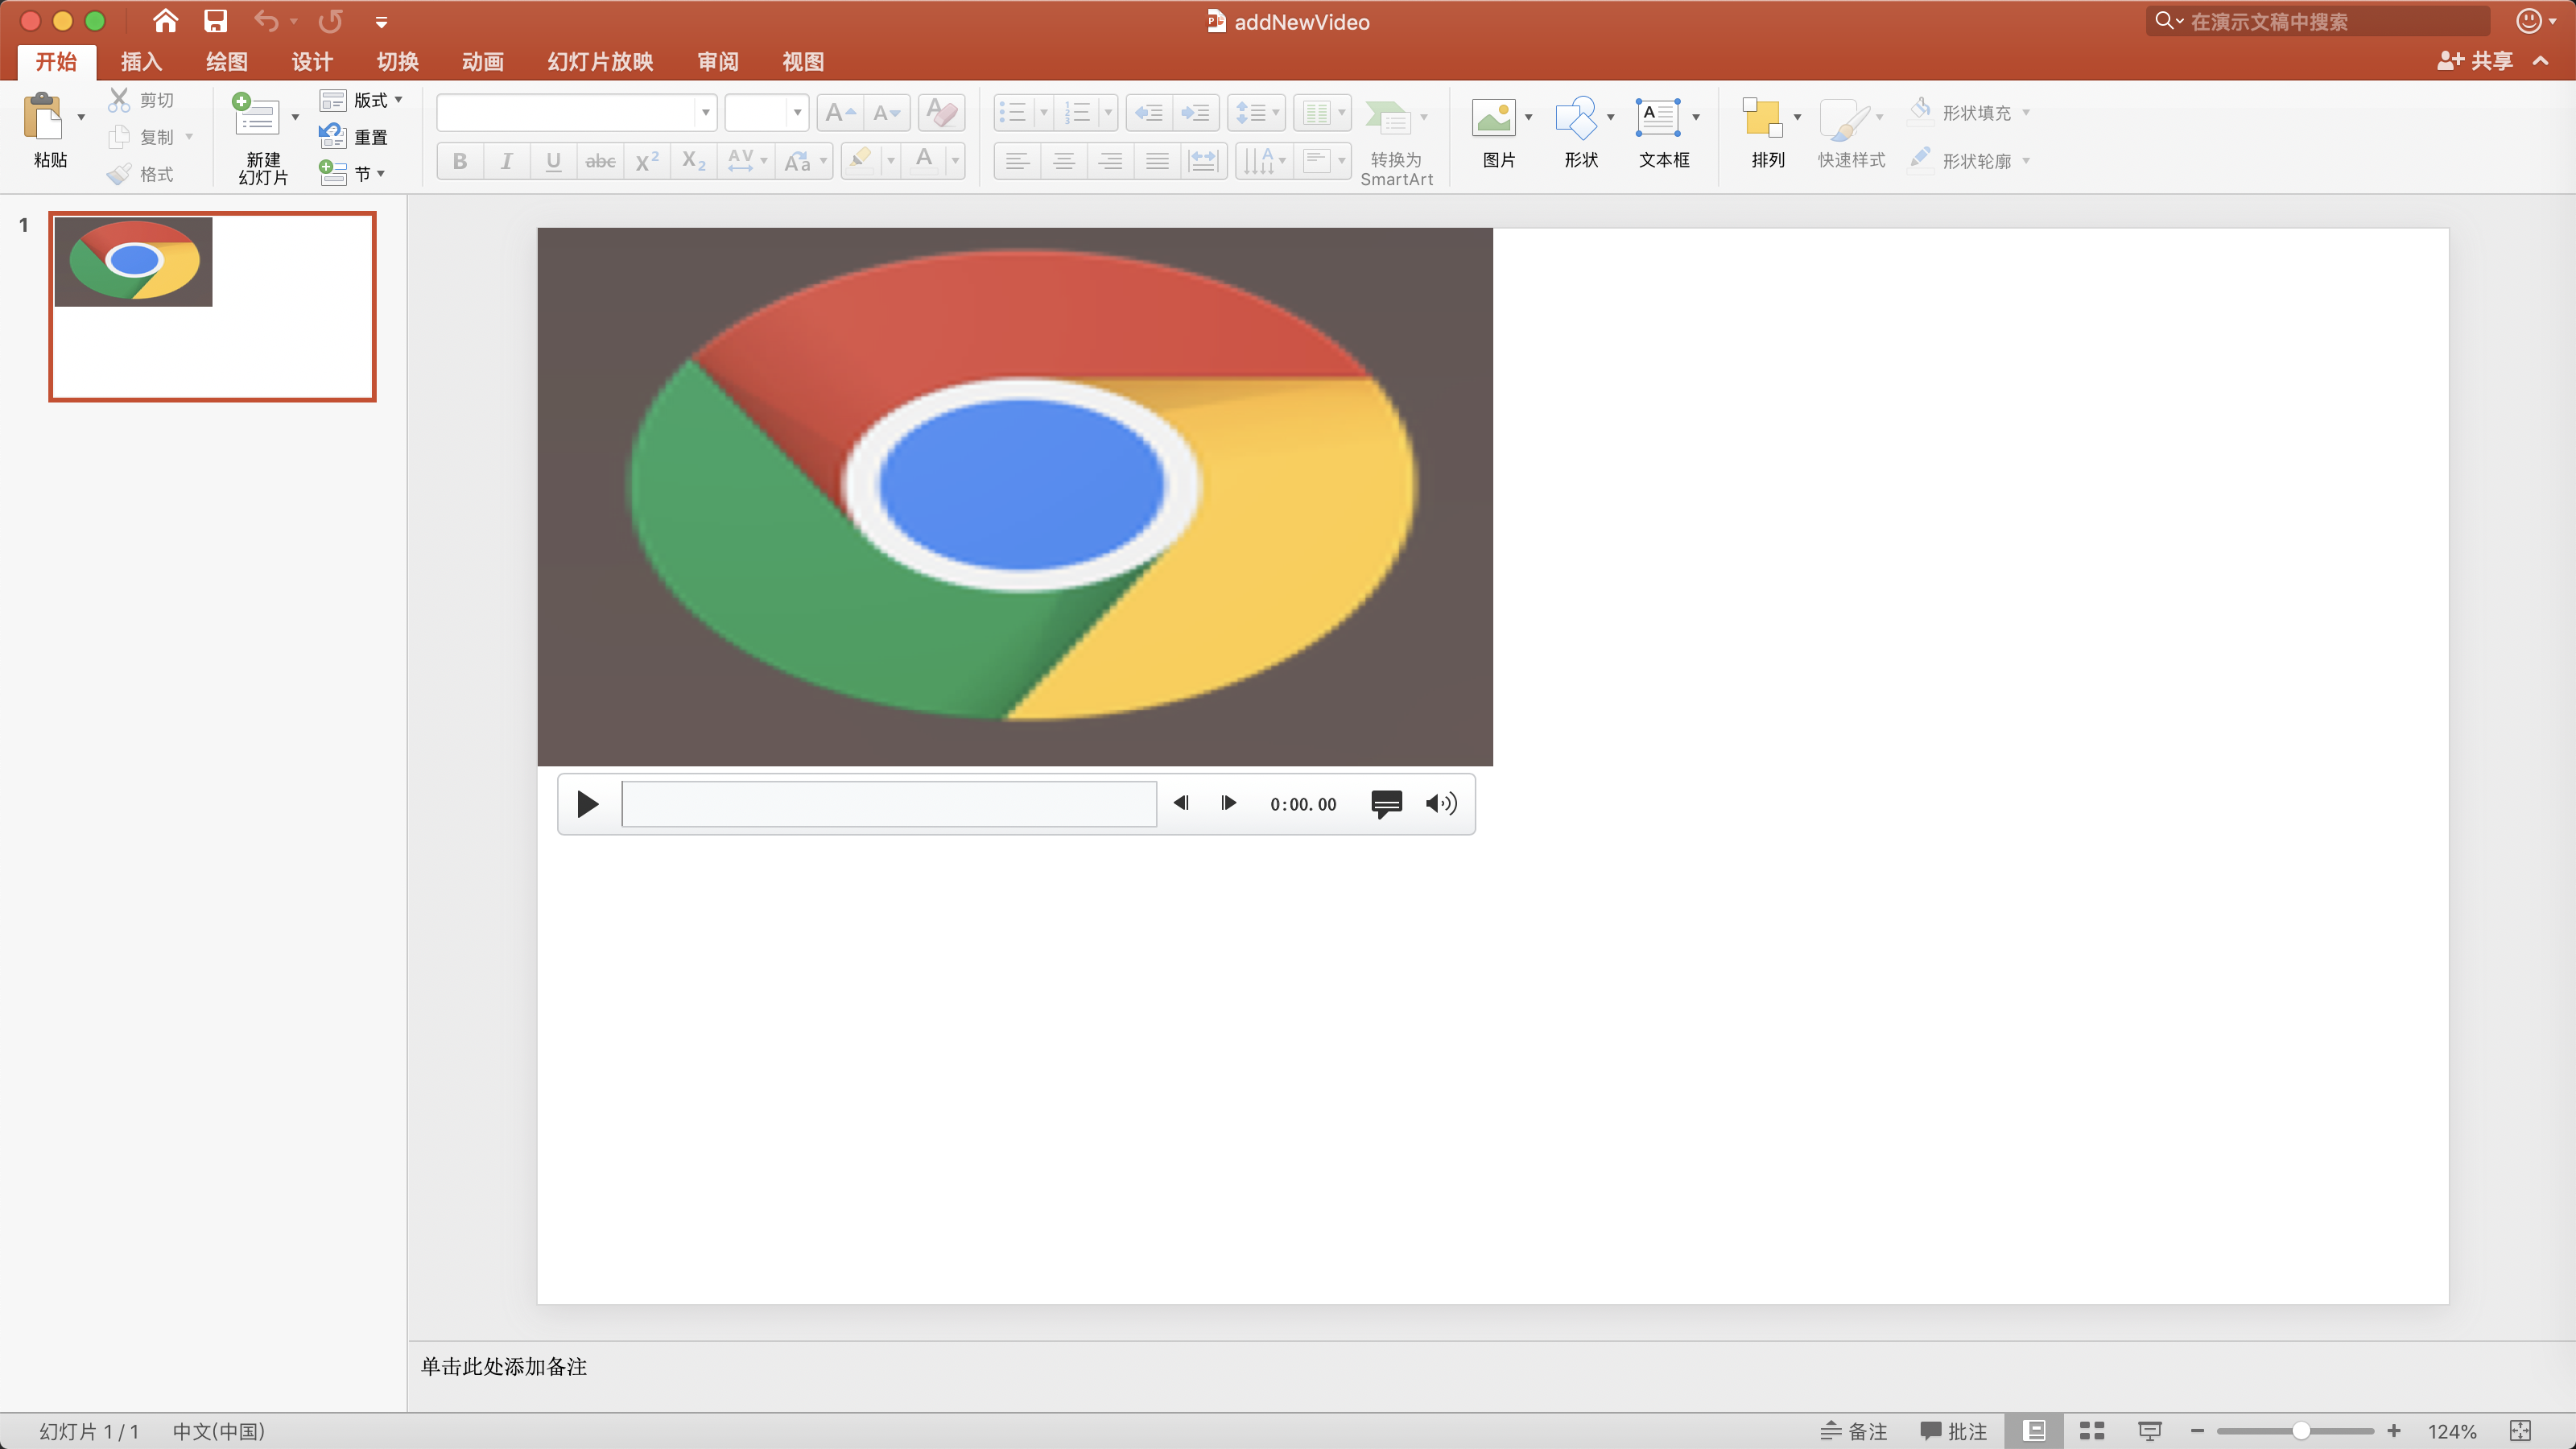 addNewVideo
在演示文稿中搜索
开始 插入 绘图 设计 切换 动画 幻灯片放映 审阅 视图 共享
粘贴
剪切
复制
格式
新建
幻灯片
版式
重置
节
B I U abc X² X₂ AV Aa A
转换为
SmartArt
图片
形状
文本框
排列
快速样式
形状填充
形状轮廓
1
0:00.00
单击此处添加备注
幻灯片 1 / 1 中文(中国) 备注 批注 124%